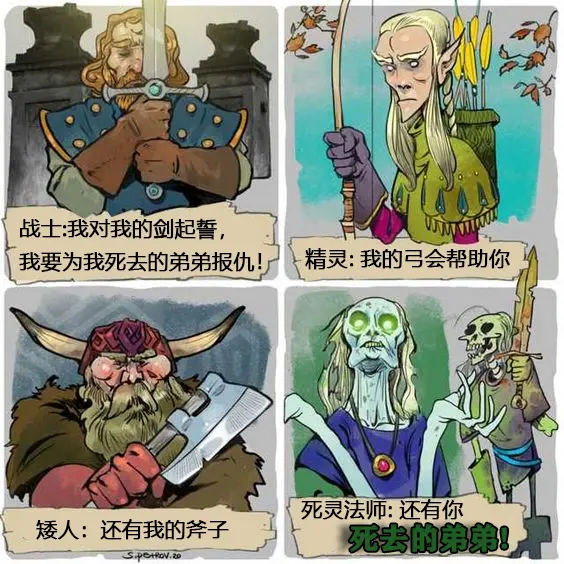 战士:我对我的剑起誓，
我要为我死去的弟弟报仇！
精灵: 我的弓会帮助你
矮人：还有我的斧子
死灵法师: 还有你
死去的弟弟!
S.PETROV.20